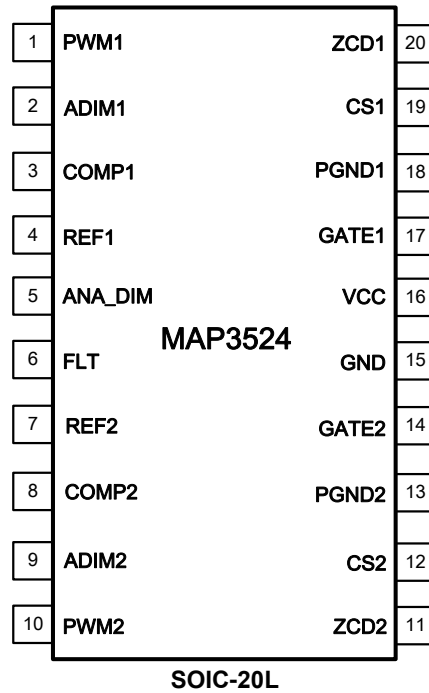 1 PWM1 ZCD1 20
2 ADIM1 CS1 19
3 COMP1 PGND1 18
4 REF1 GATE1 17
5 ANA_DIM VCC 16
MAP3524
6 FLT GND 15
7 REF2 GATE2 14
8 COMP2 PGND2 13
9 ADIM2 CS2 12
10 PWM2 ZCD2 11
SOIC-20L